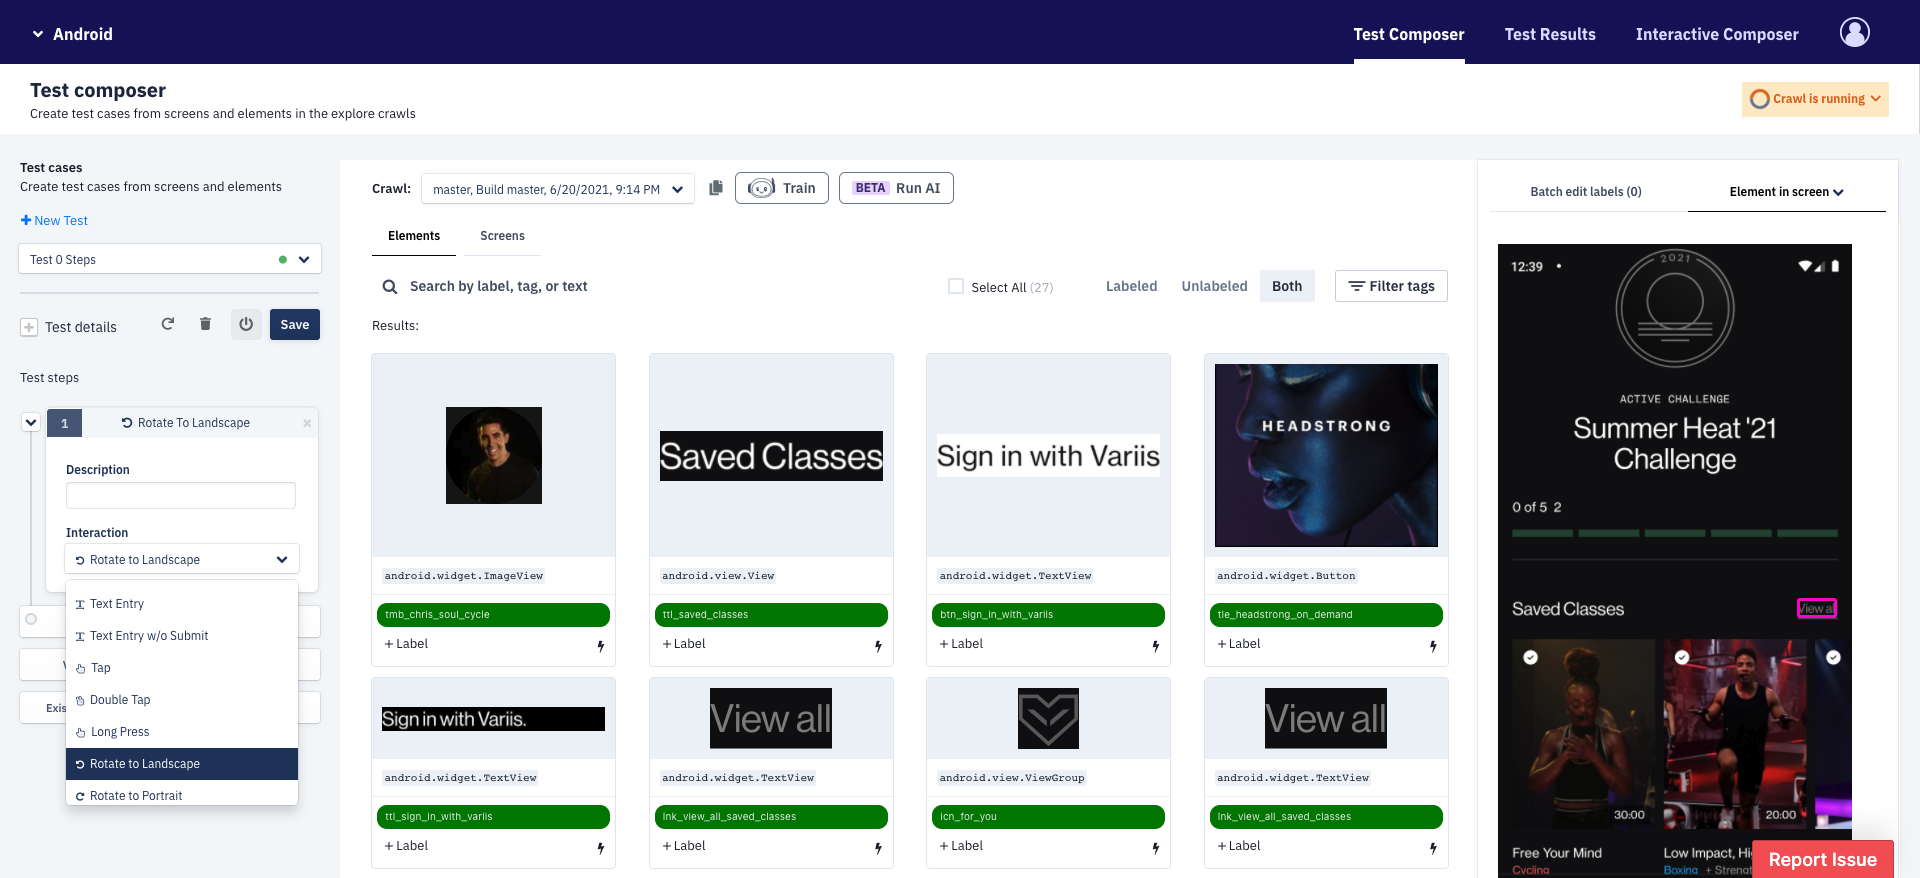 Android
Test Composer
Test Results
Interactive Composer
Test composer
Create test cases from screens and elements in the explore crawls
Crawl is running
Test cases
Create test cases from screens and elements
New Test
Test 0 Steps
Test details
Save
Test steps
1
Rotate To Landscape
×
Description
Interaction
Rotate to Landscape
Text Entry
Text Entry w/o Submit
Tap
Double Tap
Long Press
Rotate to Landscape
Rotate to Portrait
Crawl:
master, Build master, 6/20/2021, 9:14 PM
Train
BETA Run AI
Elements
Screens
Search by label, tag, or text
Select All (27)
Labeled
Unlabeled
Both
Filter tags
Results:
Saved Classes
Sign in with Variis
HEADSTRONG
android.widget.ImageView
android.view.View
android.widget.TextView
android.widget.Button
tmb_chris_soul_cycle
ttl_saved_classes
btn_sign_in_with_variis
tle_headstrong_on_demand
+ Label
+ Label
+ Label
+ Label
Sign in with Variis.
View all
View all
android.widget.TextView
android.widget.TextView
android.view.ViewGroup
android.widget.TextView
ttl_sign_in_with_variis
lnk_view_all_saved_classes
icn_for_you
lnk_view_all_saved_classes
+ Label
+ Label
+ Label
+ Label
Batch edit labels (0)
Element in screen
12:39
2021
ACTIVE CHALLENGE
Summer Heat '21
Challenge
0 of 5 2
Saved Classes
View all
30:00
20:00
Free Your Mind
Cycling
Low Impact,
Boxing
Report Issue